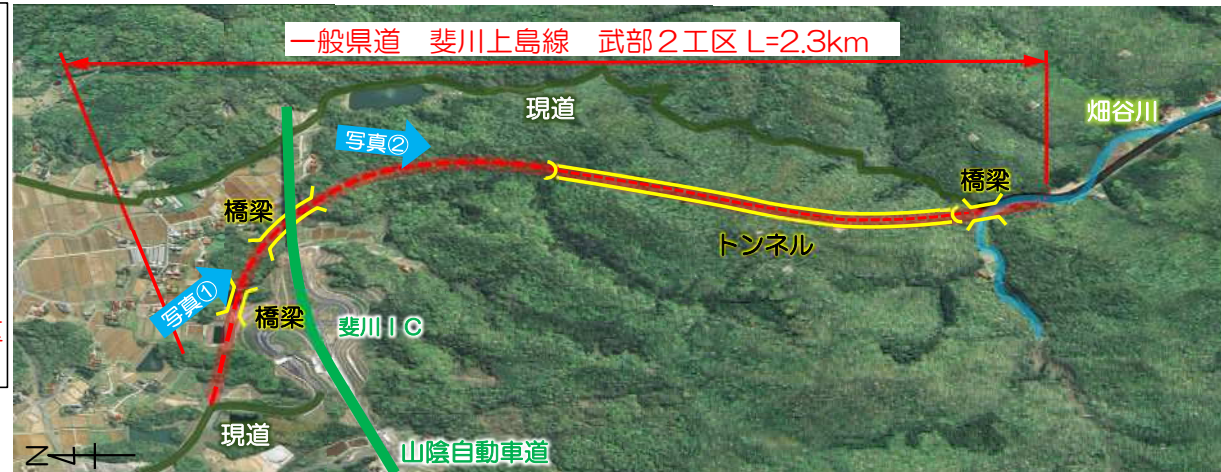 一般県道 斐川上島線 武部2工区 L=2.3km
現道
畑谷川
写真②
橋梁
橋梁
トンネル
写真①
橋梁
斐川IC
現道
山陰自動車道
Z